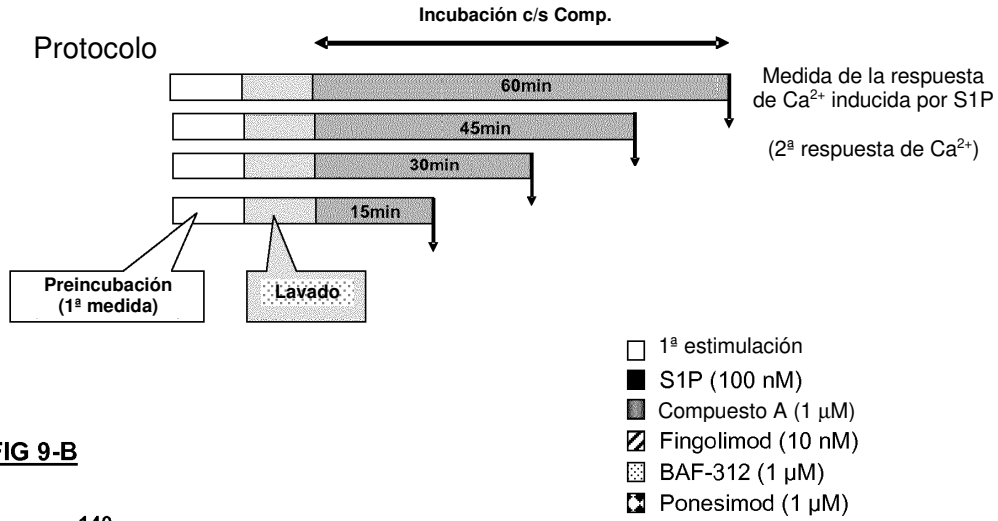 Incubación c/s Comp.
Protocolo
60min
Medida de la respuesta
de Ca²⁺ inducida por S1P
45min
(2ª respuesta de Ca²⁺)
30min
15min
Preincubación
(1ª medida)
Lavado
1ª estimulación
S1P (100 nM)
Compuesto A (1 μM)
Fingolimod (10 nM)
BAF-312 (1 μM)
Ponesimod (1 μM)
FIG 9-B